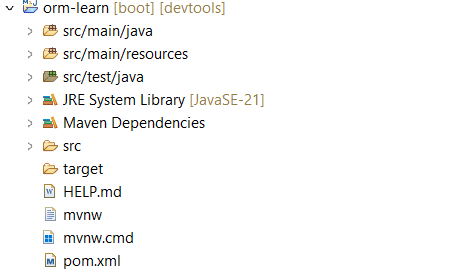 orm-learn [boot] [devtools]
src/main/java
src/main/resources
src/test/java
JRE System Library [JavaSE-21]
Maven Dependencies
src
target
HELP.md
mvnw
mvnw.cmd
pom.xml